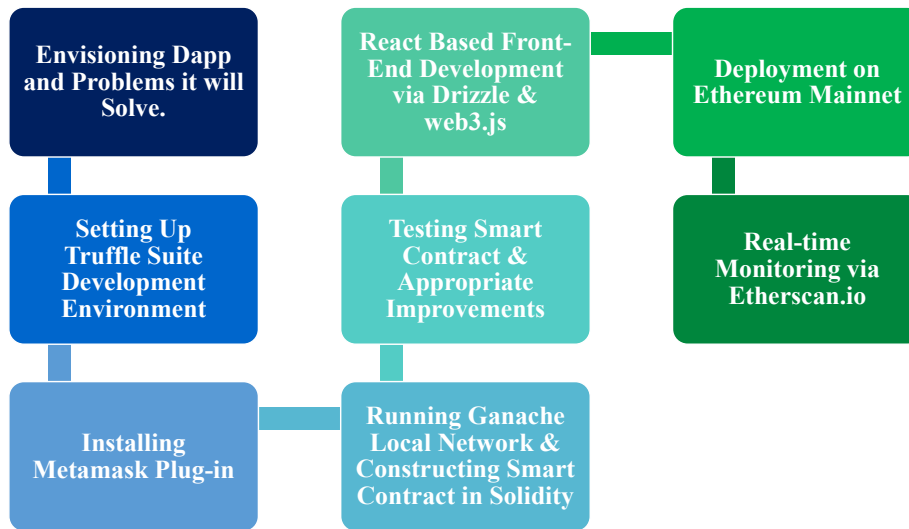 Envisioning Dapp
and Problems it will
Solve.
Setting Up
Truffle Suite
Development
Environment
Installing
Metamask Plug-in
Running Ganache
Local Network &
Constructing Smart
Contract in Solidity
Testing Smart
Contract &
Appropriate
Improvements
React Based Front-
End Development
via Drizzle &
web3.js
Deployment on
Ethereum Mainnet
Real-time
Monitoring via
Etherscan.io